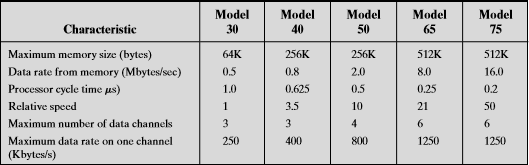 Characteristic Model 30 Model 40 Model 50 Model 65 Model 75
Maximum memory size (bytes) 64K 256K 256K 512K 512K
Data rate from memory (Mbytes/sec) 0.5 0.8 2.0 8.0 16.0
Processor cycle time μs) 1.0 0.625 0.5 0.25 0.2
Relative speed 1 3.5 10 21 50
Maximum number of data channels 3 3 4 6 6
Maximum data rate on one channel 250 400 800 1250 1250
(Kbytes/s)